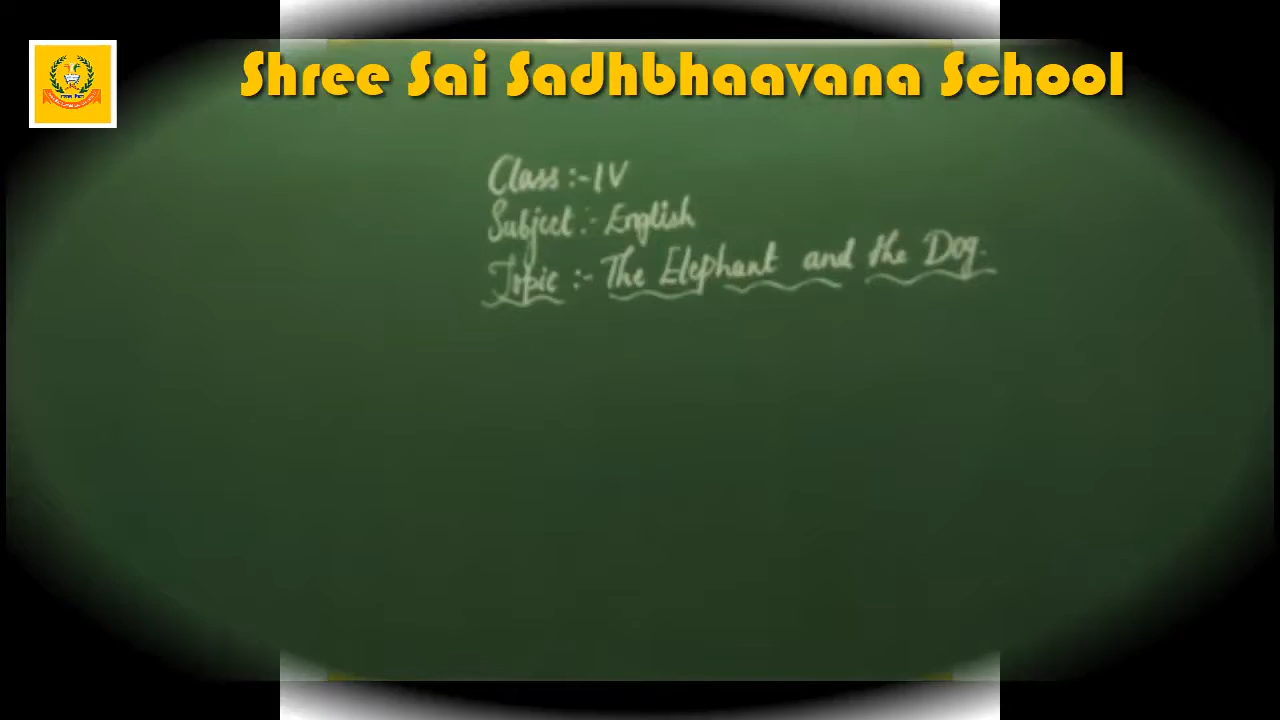 Shree Sai Sadhbhaavana School
Class :- IV
Subject :- English
Topic :- The Elephant and the Dog.